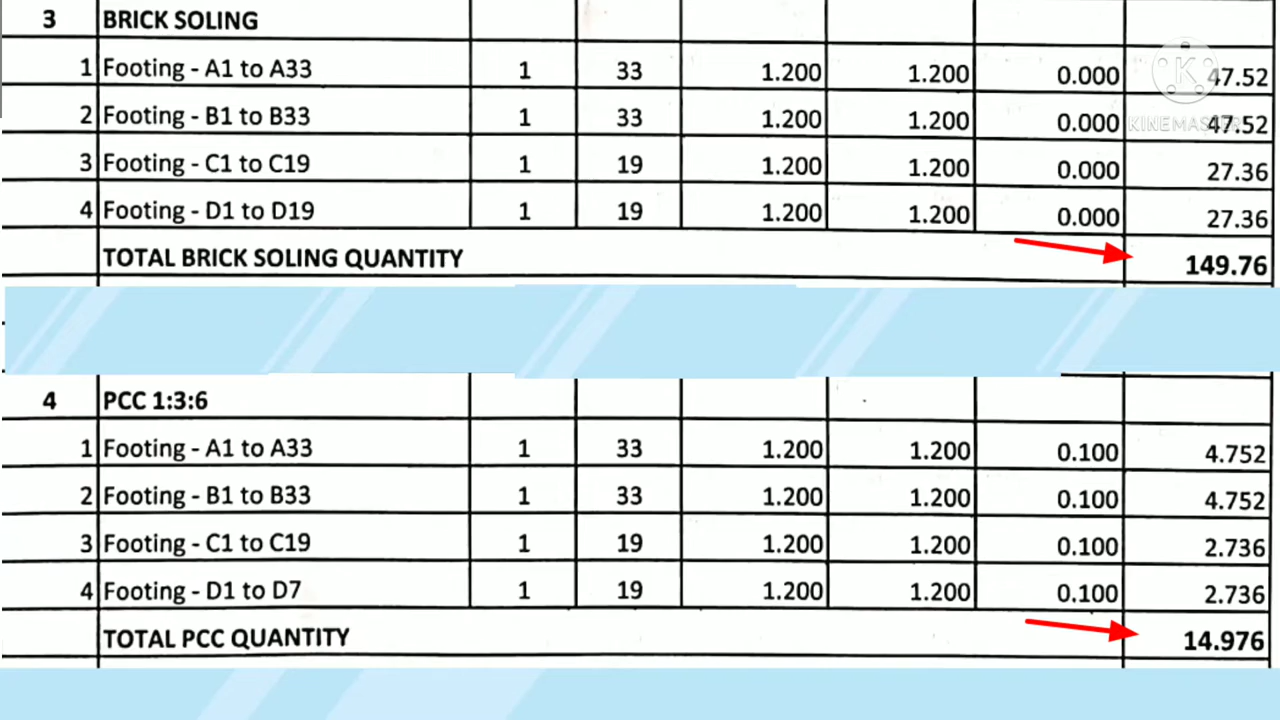 3 BRICK SOLING
1 Footing - A1 to A33 1 33 1.200 1.200 0.000 47.52
2 Footing - B1 to B33 1 33 1.200 1.200 0.000 47.52
KINEMASTER
3 Footing - C1 to C19 1 19 1.200 1.200 0.000 27.36
4 Footing - D1 to D19 1 19 1.200 1.200 0.000 27.36
TOTAL BRICK SOLING QUANTITY 149.76
4 PCC 1:3:6
1 Footing - A1 to A33 1 33 1.200 1.200 0.100 4.752
2 Footing - B1 to B33 1 33 1.200 1.200 0.100 4.752
3 Footing - C1 to C19 1 19 1.200 1.200 0.100 2.736
4 Footing - D1 to D7 1 19 1.200 1.200 0.100 2.736
TOTAL PCC QUANTITY 14.976